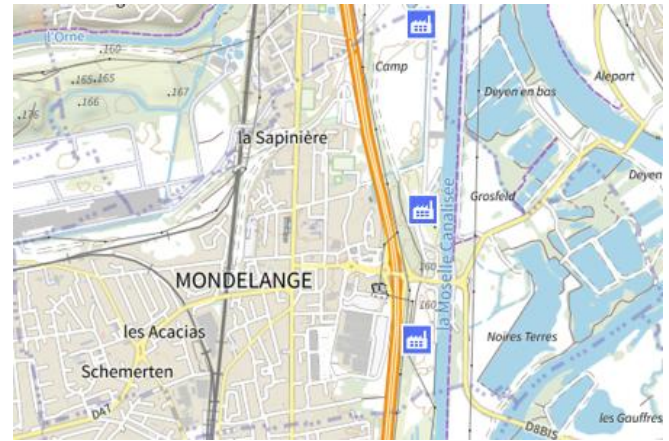 l'Orne
160
165
165
166
167
176
Camp
Alepart
Deyen en bas
la Sapinière
Deyen
Grosfeld
la Moselle Canalisée
160
160
MONDELANGE
les Acacias
Noires Terres
Schemerten
D47
D8BIS
les Gauffres